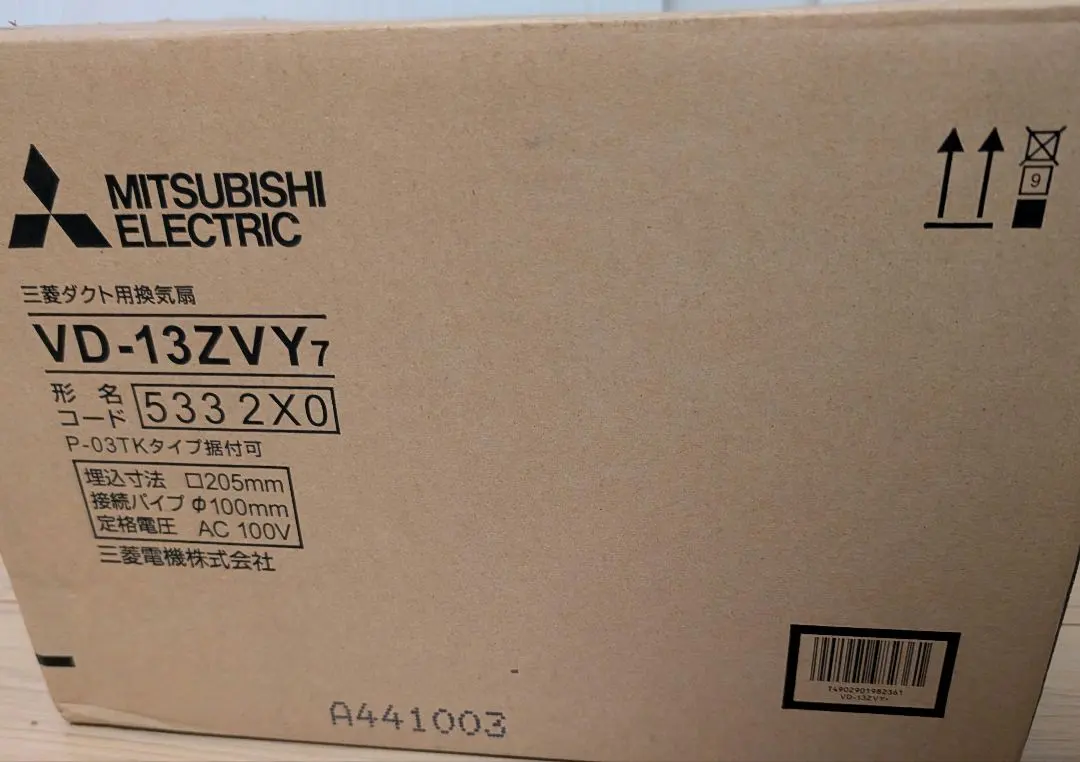 MITSUBISHI
ELECTRIC
9
三菱ダクト用換気扇
VD-13ZVY7
形名
コード 5332X0
P-03TKタイプ据付可
埋込寸法 □205mm
接続パイプ φ100mm
定格電圧 AC 100V
三菱電機株式会社
T4902901982361
A441003